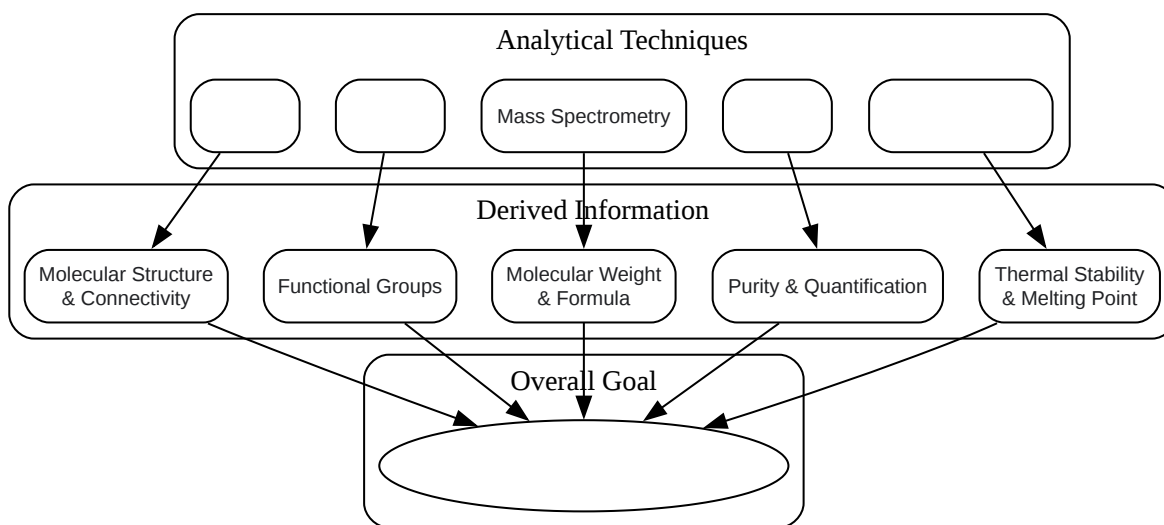 Analytical Techniques
Mass Spectrometry
Derived Information
Molecular Structure
& Connectivity
Functional Groups
Molecular Weight
& Formula
Purity & Quantification
Thermal Stability
& Melting Point
Overall Goal